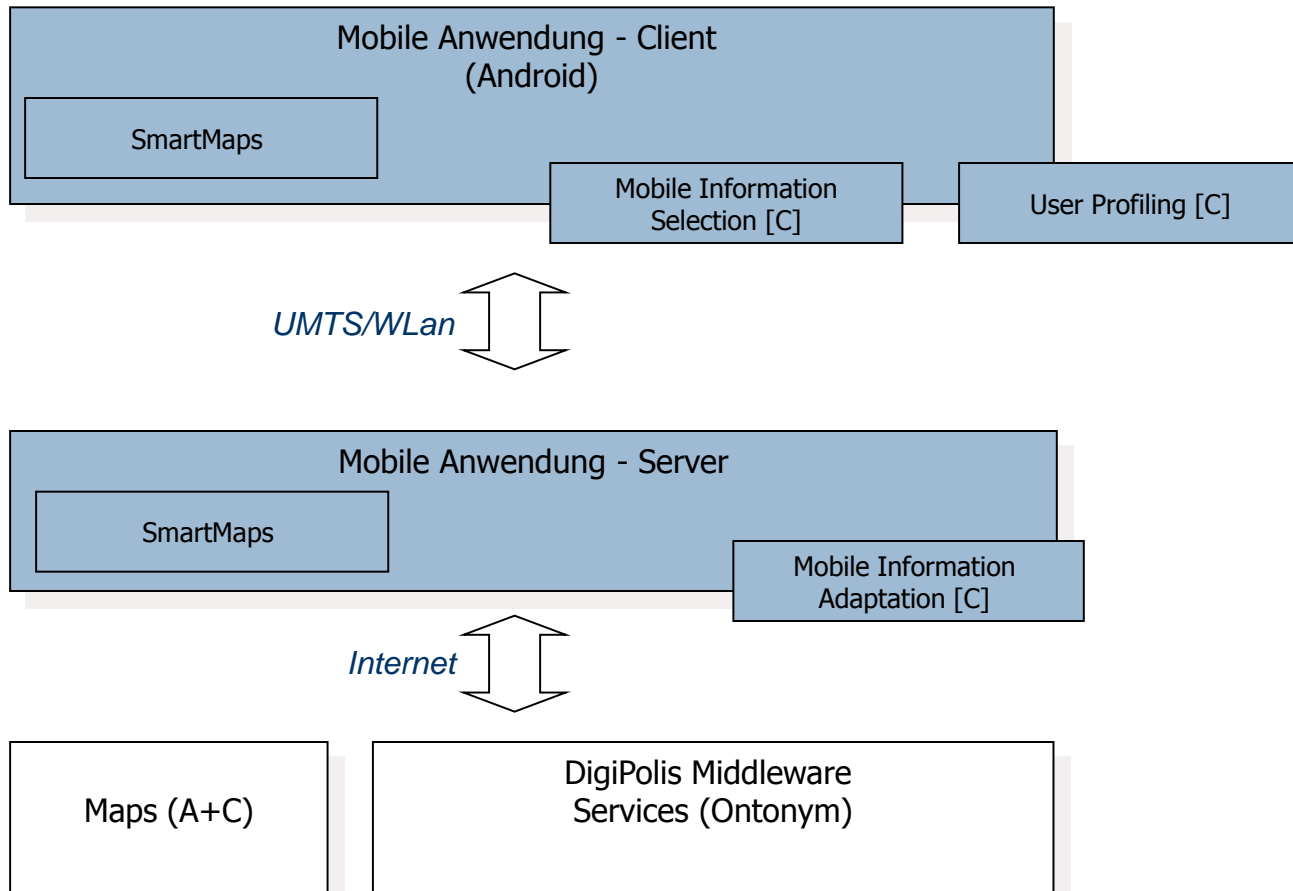 Mobile Anwendung - Client
(Android)
SmartMaps
Mobile Information
Selection [C]
User Profiling [C]
UMTS/WLan
Mobile Anwendung - Server
SmartMaps
Mobile Information
Adaptation [C]
Internet
Maps (A+C)
DigiPolis Middleware
Services (Ontonym)